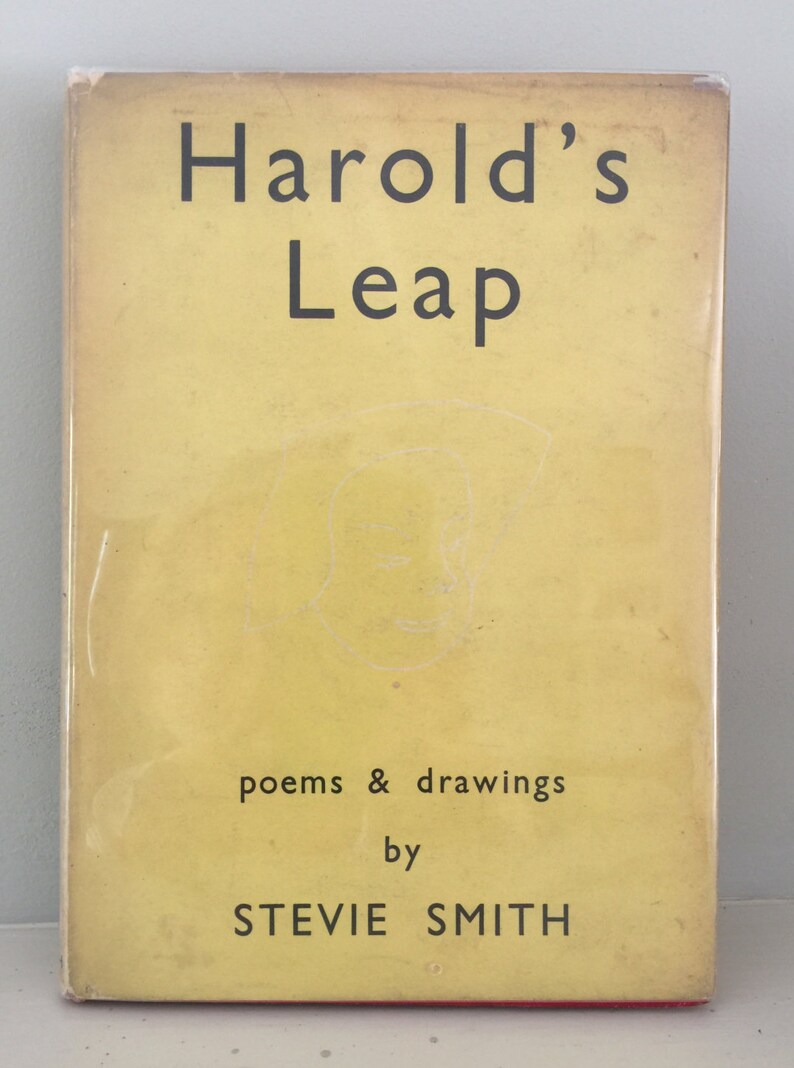 Harold's
Leap
poems & drawings
by
STEVIE SMITH